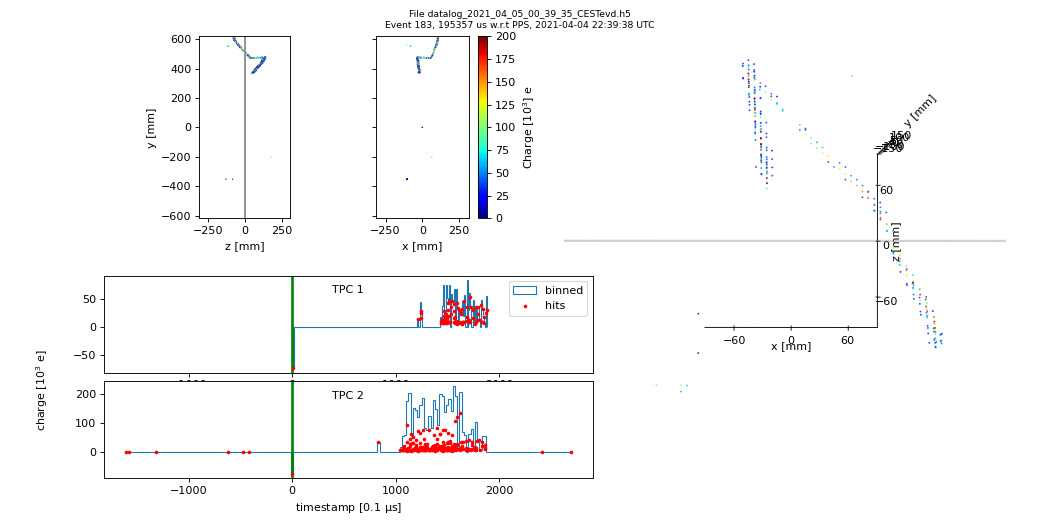 File datalog_2021_04_05_00_39_35_CESTevd.h5
Event 183, 195357 us w.r.t PPS, 2021-04-04 22:39:38 UTC
600
400
200
0
−200
−400
−600
y [mm]
−250 0 250
z [mm]
−250 0 250
x [mm]
200
175
150
125
100
75
50
25
0
Charge [10³] e
y [mm]
150
60
0
−60
z [mm]
−60 0 60
x [mm]
TPC 1
binned
hits
50
0
−50
charge [10³ e]
TPC 2
200
100
0
−1000 0 1000 2000
timestamp [0.1 μs]